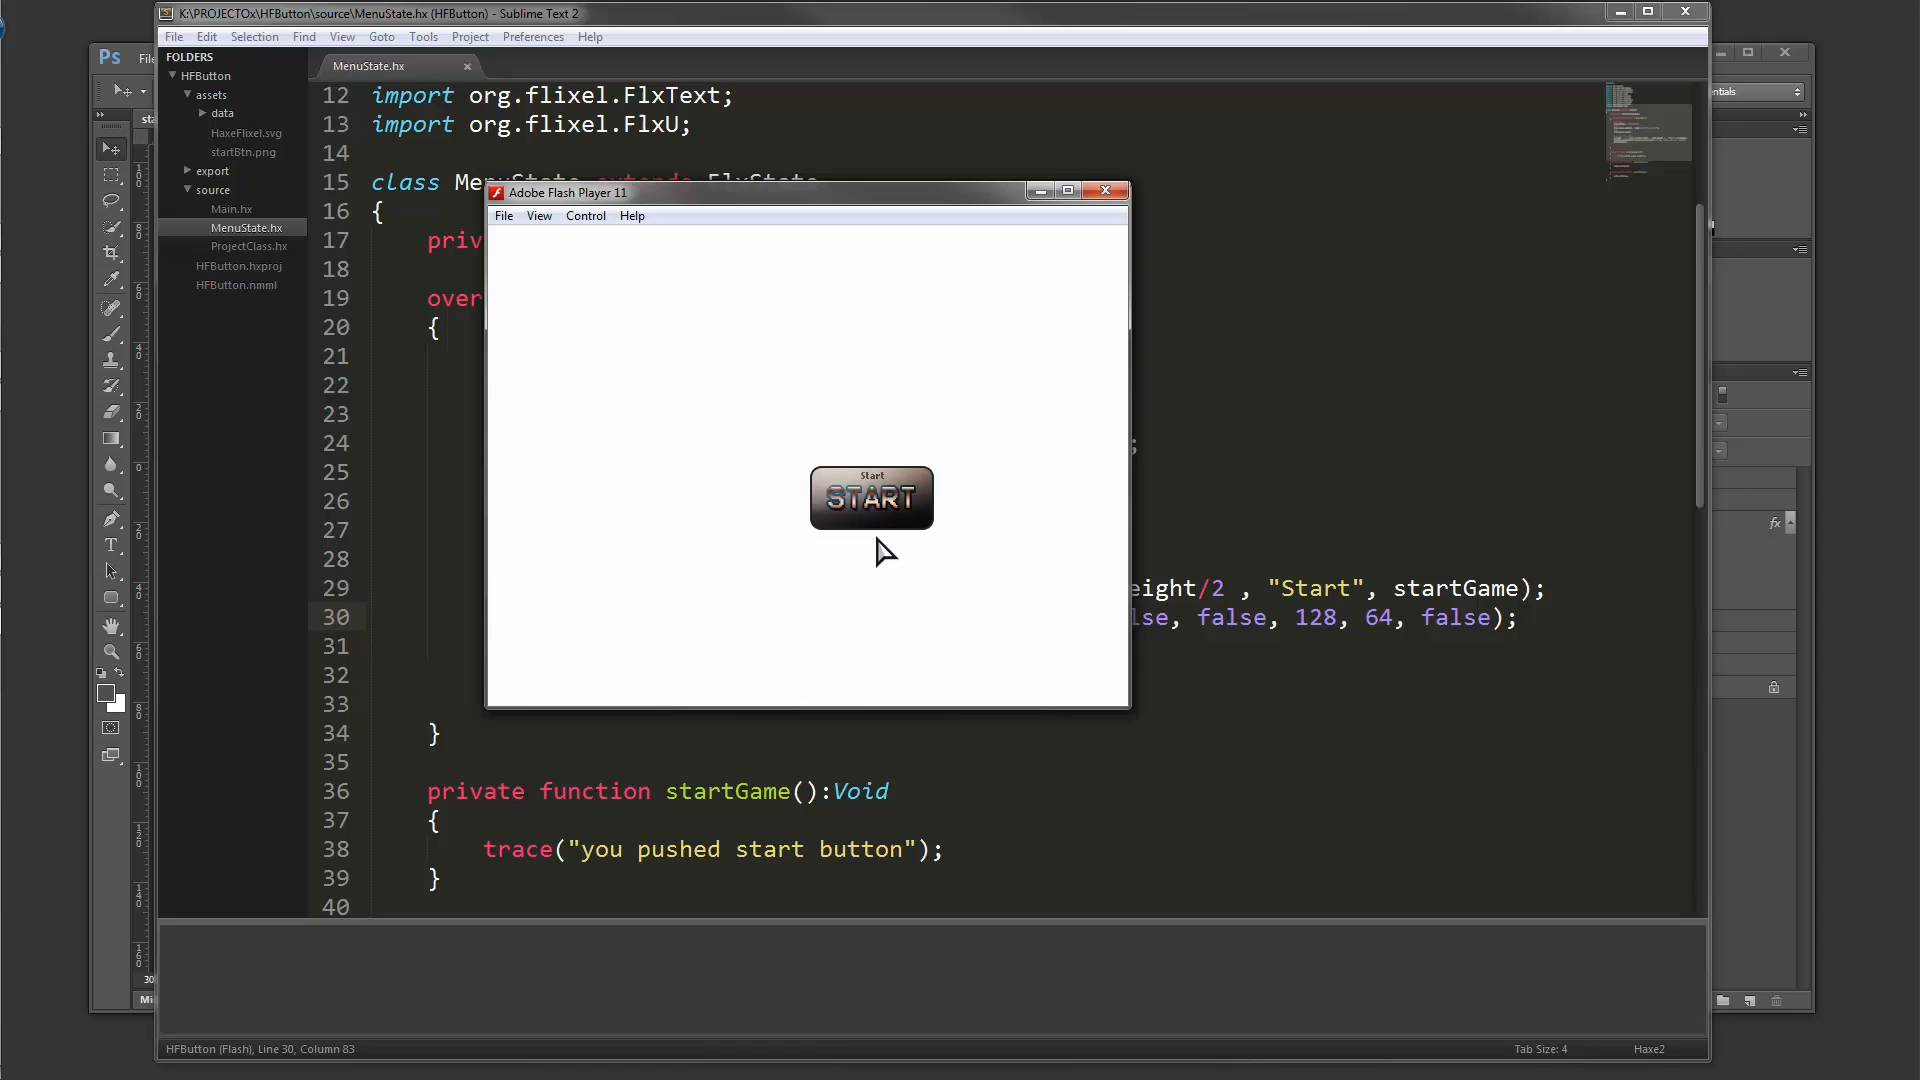 K:\PROJECTOx\HFButton\source\MenuState.hx (HFButton) - Sublime Text 2
File Edit Selection Find View Goto Tools Project Preferences Help
Ps
FOLDERS
HFButton
assets
data
HaxeFlixel.svg
startBtn.png
export
source
Main.hx
MenuState.hx
ProjectClass.hx
HFButton.hxproj
HFButton.nmml
MenuState.hx
12 import org.flixel.FlxText;
13 import org.flixel.FlxU;
14
15 class MenuState extends FlxState
16 {
17 priv
18
19 over
20 {
21
22
23
24 ;
25
26
27
28
29 eight/2 , "Start", startGame);
30 lse, false, 128, 64, false);
31
32
33
34 }
35
36 private function startGame():Void
37 {
38 trace("you pushed start button");
39 }
40
Adobe Flash Player 11
File View Control Help
Start
START
entials
fx
HFButton (Flash), Line 30, Column 83
Tab Size: 4
Haxe2